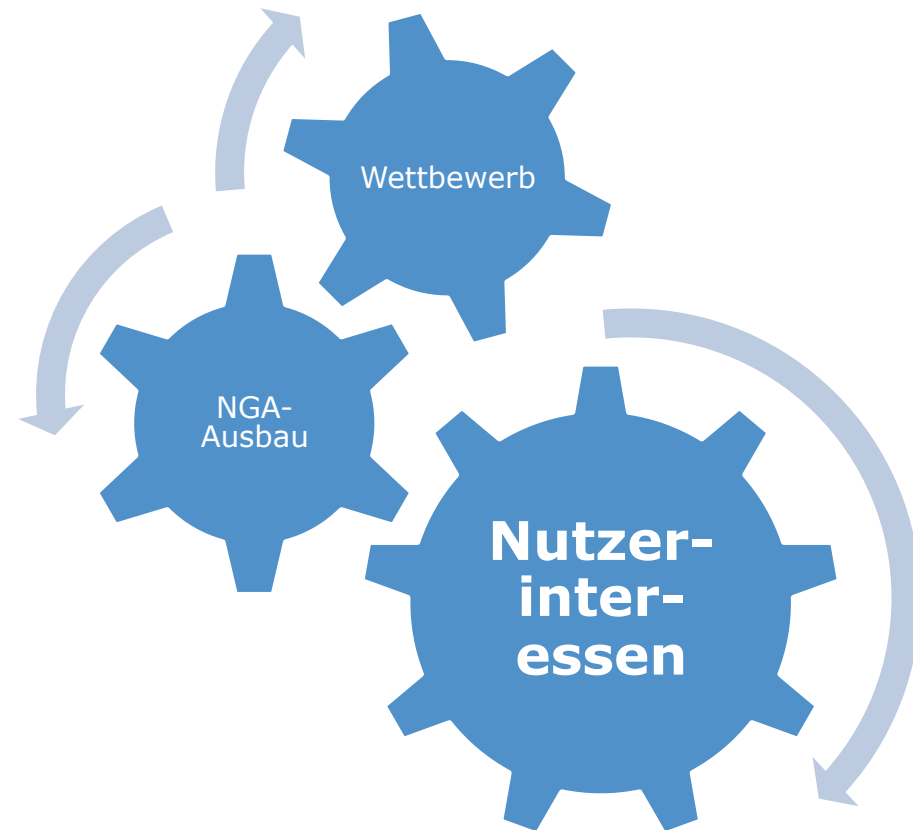 Wettbewerb
NGA-
Ausbau
Nutzer-
inter-
essen